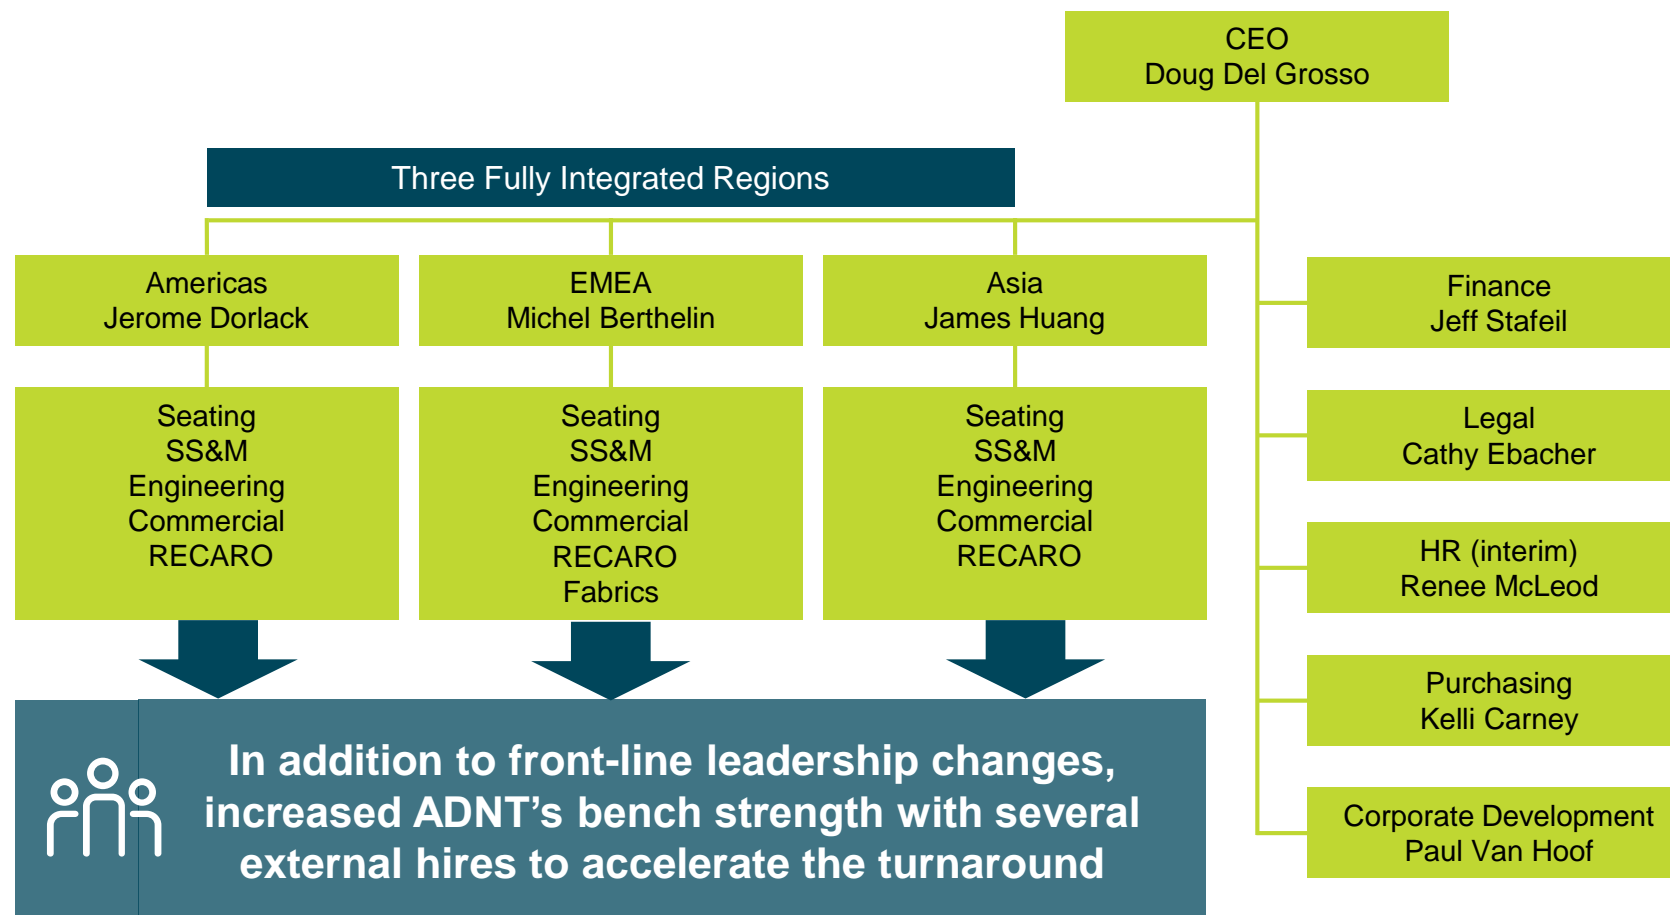 CEO
Doug Del Grosso
Three Fully Integrated Regions
Americas
Jerome Dorlack
EMEA
Michel Berthelin
Asia
James Huang
Seating
SS&M
Engineering
Commercial
RECARO
Seating
SS&M
Engineering
Commercial
RECARO
Fabrics
Seating
SS&M
Engineering
Commercial
RECARO
Finance
Jeff Stafeil
Legal
Cathy Ebacher
HR (interim)
Renee McLeod
Purchasing
Kelli Carney
Corporate Development
Paul Van Hoof
In addition to front-line leadership changes,
increased ADNT’s bench strength with several
external hires to accelerate the turnaround